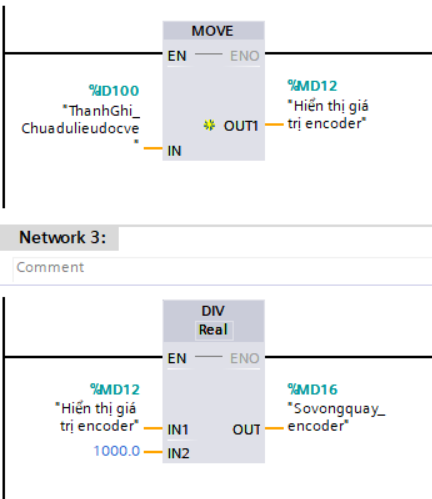 MOVE
EN ENO
%ID100
"ThanhGhi_
Chuadulieudocve
"
IN
%MD12
"Hiển thị giá
trị encoder"
OUT1
Network 3:
Comment
DIV
Real
EN ENO
%MD12
"Hiển thị giá
trị encoder"
IN1
1000.0
IN2
%MD16
"Sovongquay_
encoder"
OUT